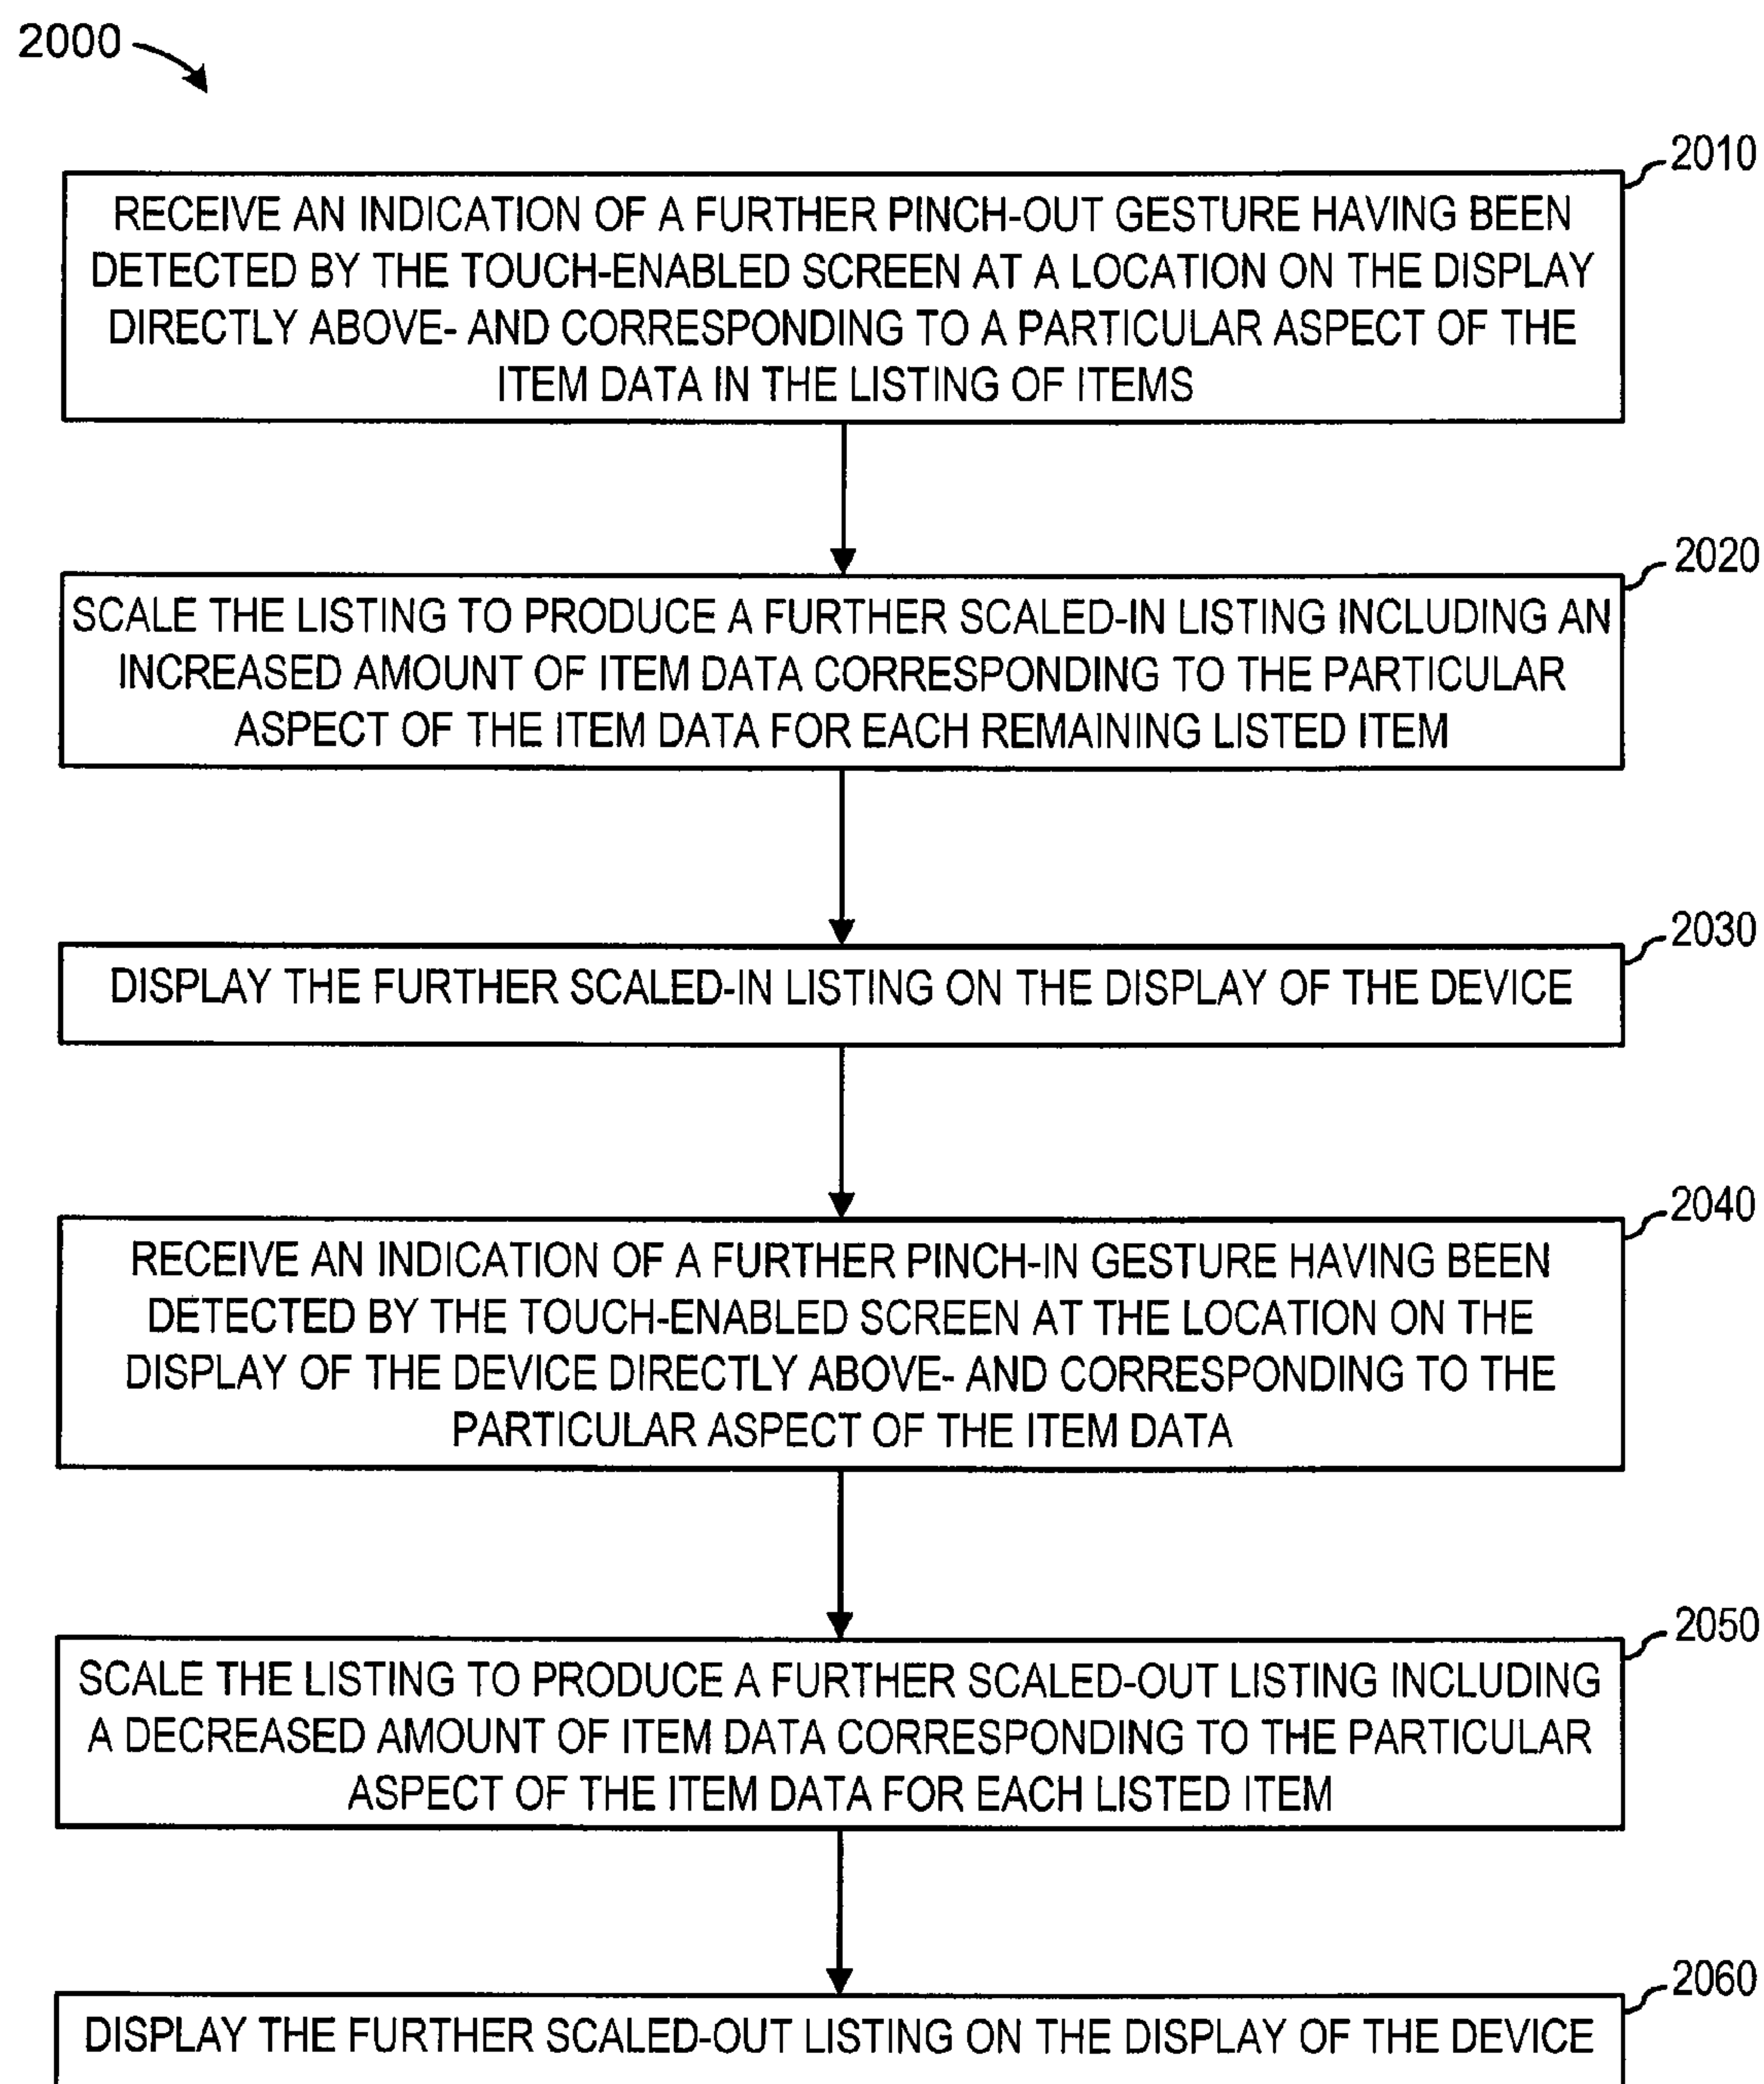 2000
2010
RECEIVE AN INDICATION OF A FURTHER PINCH-OUT GESTURE HAVING BEEN
DETECTED BY THE TOUCH-ENABLED SCREEN AT A LOCATION ON THE DISPLAY
DIRECTLY ABOVE- AND CORRESPONDING TO A PARTICULAR ASPECT OF THE
ITEM DATA IN THE LISTING OF ITEMS
2020
SCALE THE LISTING TO PRODUCE A FURTHER SCALED-IN LISTING INCLUDING AN
INCREASED AMOUNT OF ITEM DATA CORRESPONDING TO THE PARTICULAR
ASPECT OF THE ITEM DATA FOR EACH REMAINING LISTED ITEM
2030
DISPLAY THE FURTHER SCALED-IN LISTING ON THE DISPLAY OF THE DEVICE
2040
RECEIVE AN INDICATION OF A FURTHER PINCH-IN GESTURE HAVING BEEN
DETECTED BY THE TOUCH-ENABLED SCREEN AT THE LOCATION ON THE
DISPLAY OF THE DEVICE DIRECTLY ABOVE- AND CORRESPONDING TO THE
PARTICULAR ASPECT OF THE ITEM DATA
2050
SCALE THE LISTING TO PRODUCE A FURTHER SCALED-OUT LISTING INCLUDING
A DECREASED AMOUNT OF ITEM DATA CORRESPONDING TO THE PARTICULAR
ASPECT OF THE ITEM DATA FOR EACH LISTED ITEM
2060
DISPLAY THE FURTHER SCALED-OUT LISTING ON THE DISPLAY OF THE DEVICE